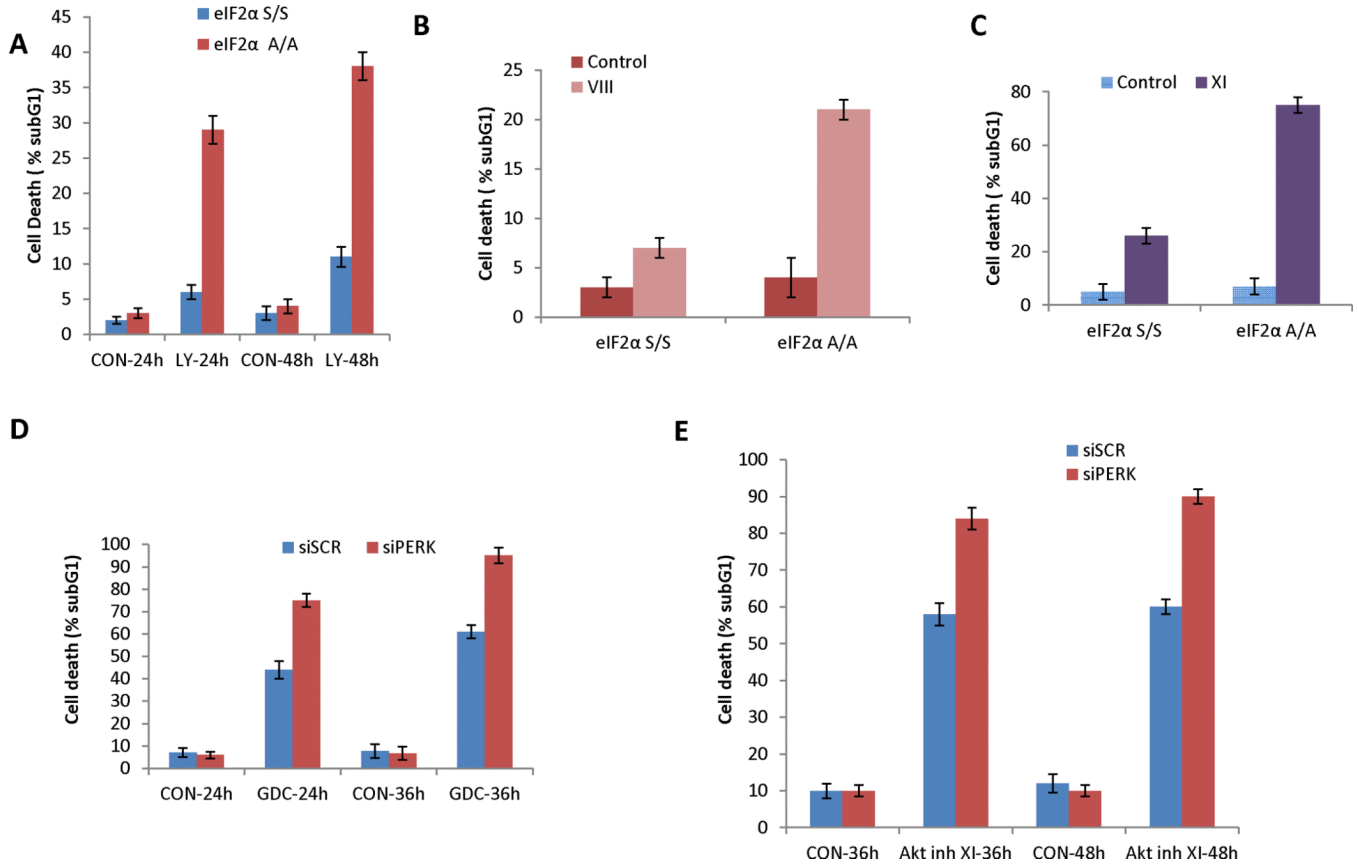 A
eIF2α S/S
eIF2α A/A
Cell Death ( % subG1)
45
40
35
30
25
20
15
10
5
0
CON-24h LY-24h CON-48h LY-48h
B
Control
VIII
Cell death ( % subG1)
25
20
15
10
5
0
eIF2α S/S eIF2α A/A
C
Control XI
Cell death ( % subG1)
80
60
40
20
0
eIF2α S/S eIF2α A/A
D
siSCR siPERK
Cell death (% subG1)
100
90
80
70
60
50
40
30
20
10
0
CON-24h GDC-24h CON-36h GDC-36h
E
siSCR
siPERK
Cell death (% subG1)
100
90
80
70
60
50
40
30
20
10
0
CON-36h Akt inh XI-36h CON-48h Akt inh XI-48h